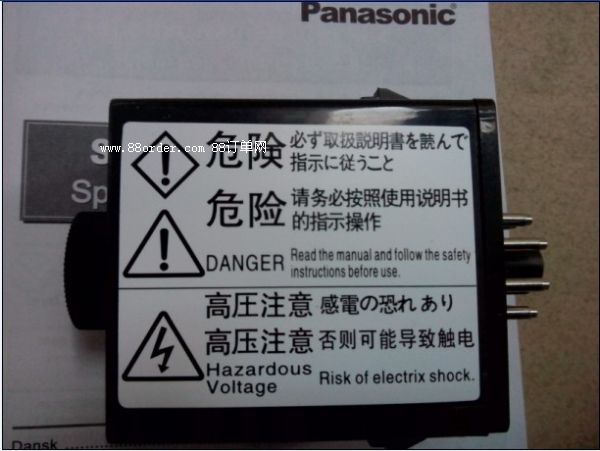 Panasonic
S
Sp
www.88order.com 88订单网
危険 必ず取扱説明書を読んで
指示に従うこと
危险 请务必按照使用说明书
的指示操作
DANGER Read the manual and follow the safety
instructions before use.
高圧注意 感電の恐れあり
高压注意 否则可能导致触电
Hazardous
Voltage Risk of electrix shock.
Dansk